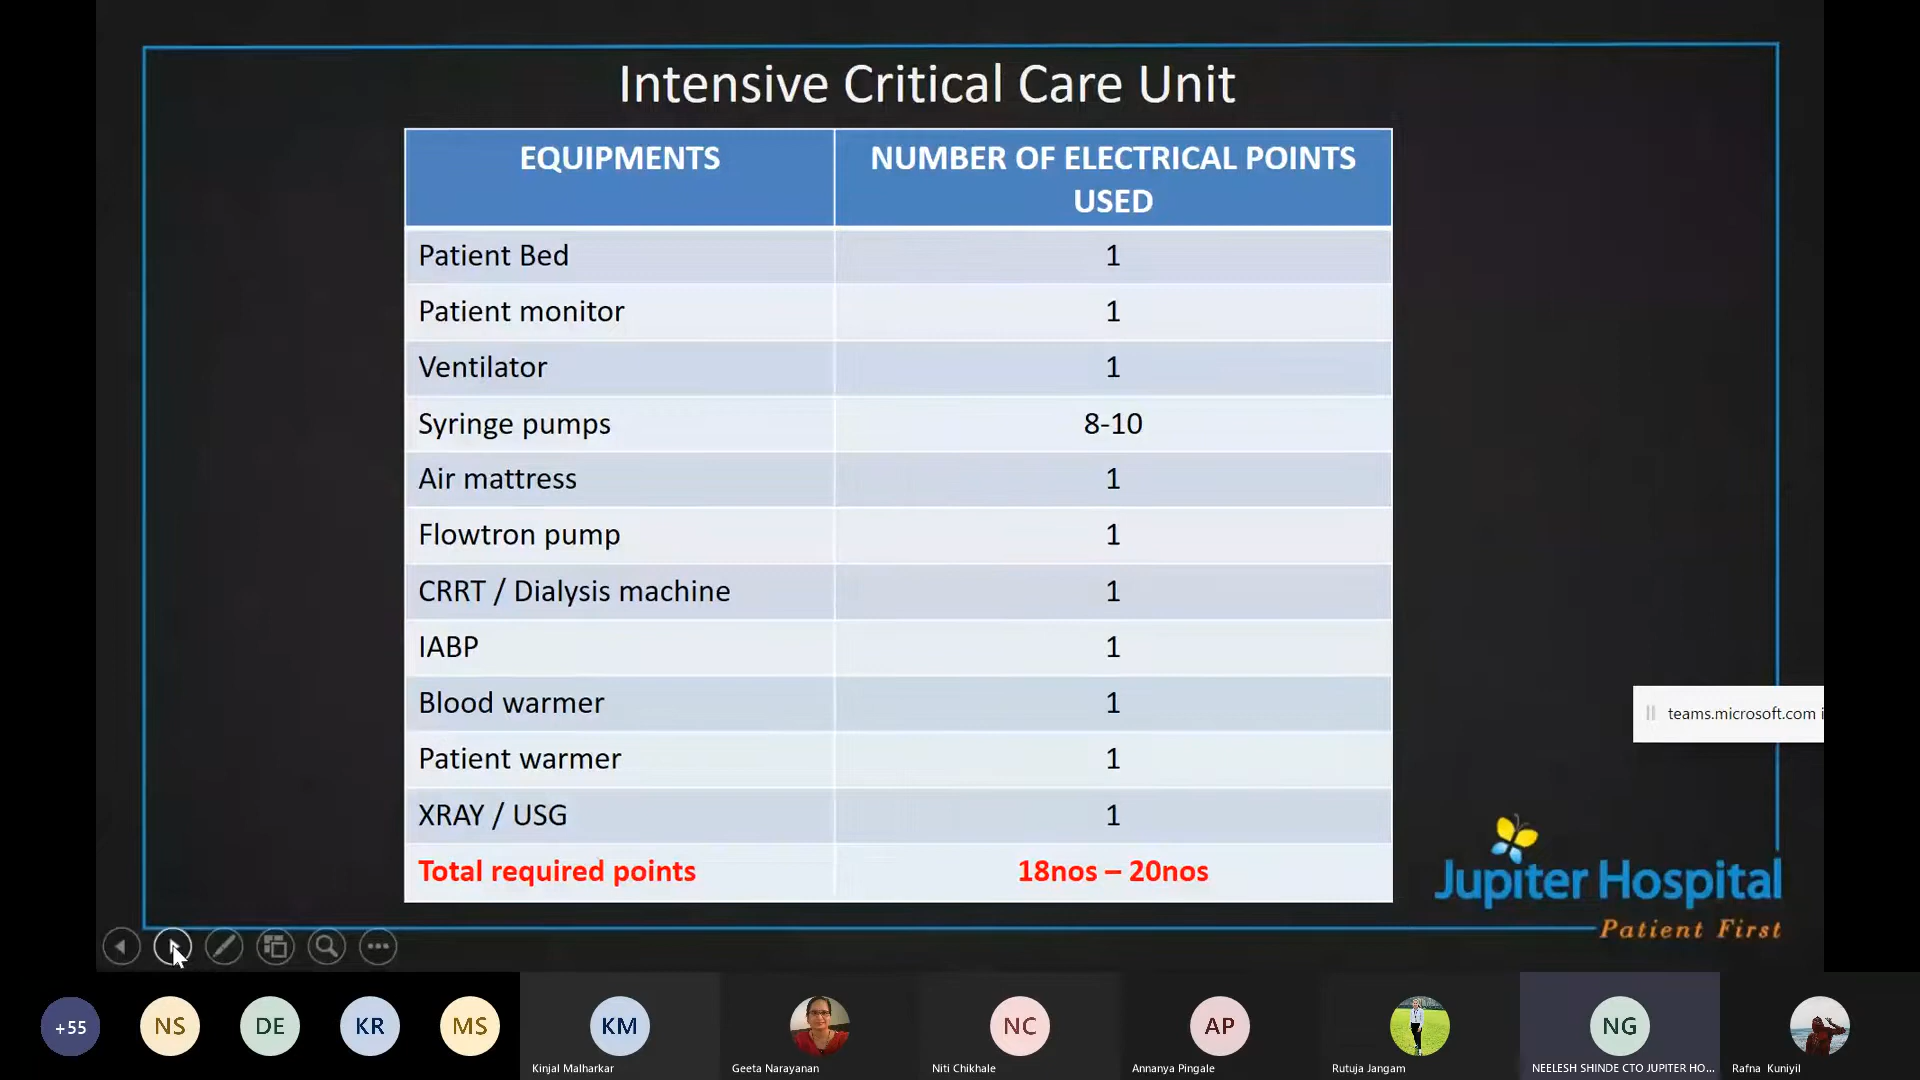 Intensive Critical Care Unit
EQUIPMENTS
NUMBER OF ELECTRICAL POINTS
USED
Patient Bed 1
Patient monitor 1
Ventilator 1
Syringe pumps 8-10
Air mattress 1
Flowtron pump 1
CRRT / Dialysis machine 1
IABP 1
Blood warmer 1
Patient warmer 1
XRAY / USG 1
Total required points 18nos – 20nos
teams.microsoft.com i
Jupiter Hospital
Patient First
+55 NS DE KR MS KM NC AP NG
Kinjal Malharkar Geeta Narayanan Niti Chikhale Annanya Pingale Rutuja Jangam NEELESH SHINDE CTO JUPITER HO... Rafna Kuniyil